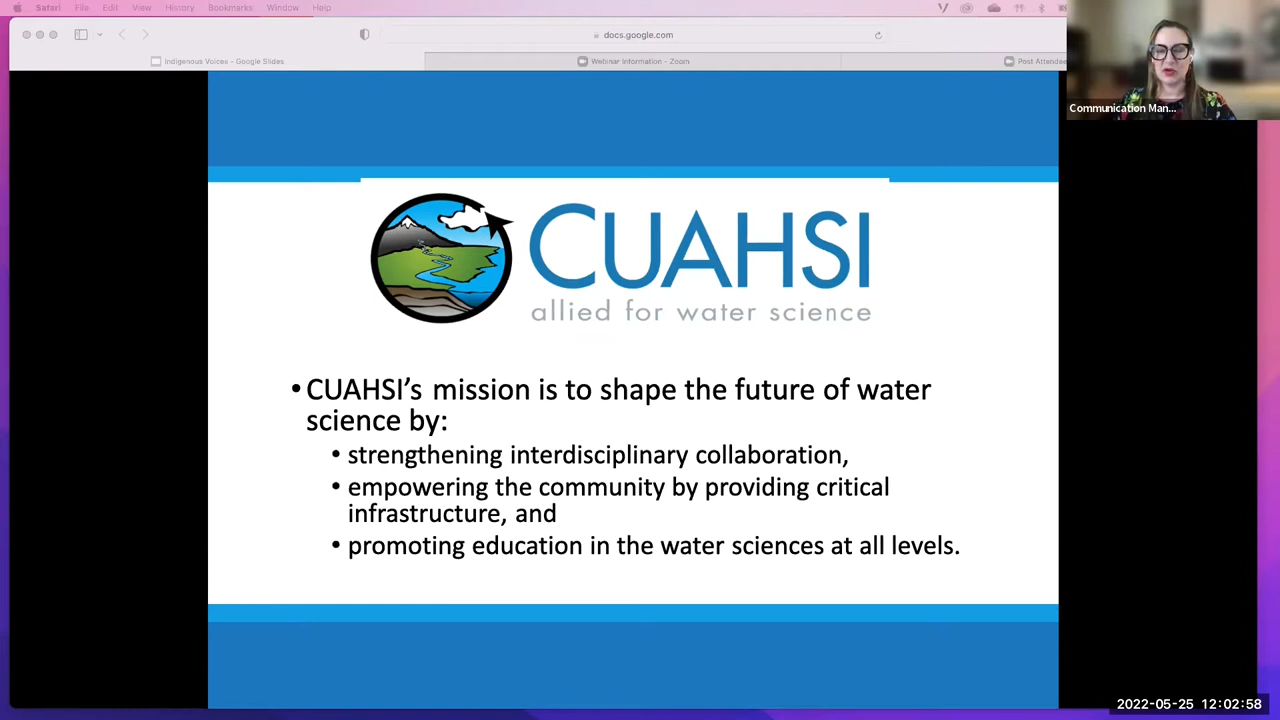 Safari File Edit View History Bookmarks Window Help
docs.google.com
Indigenous Voices – Google Slides
Webinar Information - Zoom
Post Attendee
Communication Man...
CUAHSI
allied for water science
• CUAHSI’s mission is to shape the future of water
science by:
• strengthening interdisciplinary collaboration,
• empowering the community by providing critical
infrastructure, and
• promoting education in the water sciences at all levels.
2022-05-25 12:02:58